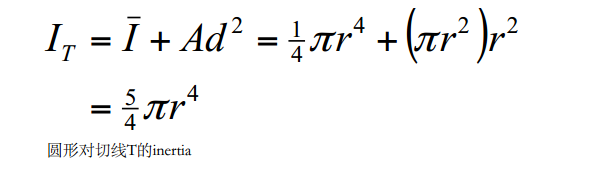 I_T = Ī + Ad² = ¼πr⁴ + (πr²)r²
= 5/4 πr⁴
圆形对切线T的inertia